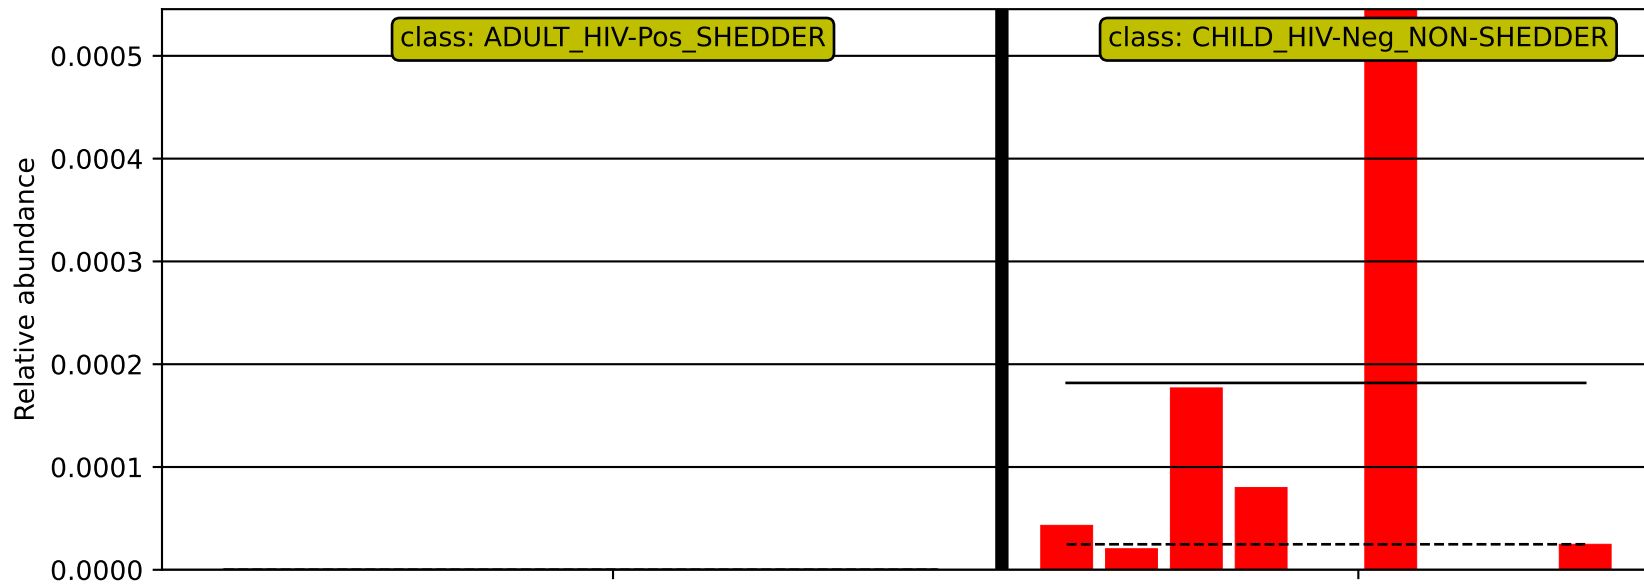 class: ADULT_HIV-Pos_SHEDDER
class: CHILD_HIV-Neg_NON-SHEDDER
Relative abundance
0.0005
0.0004
0.0003
0.0002
0.0001
0.0000